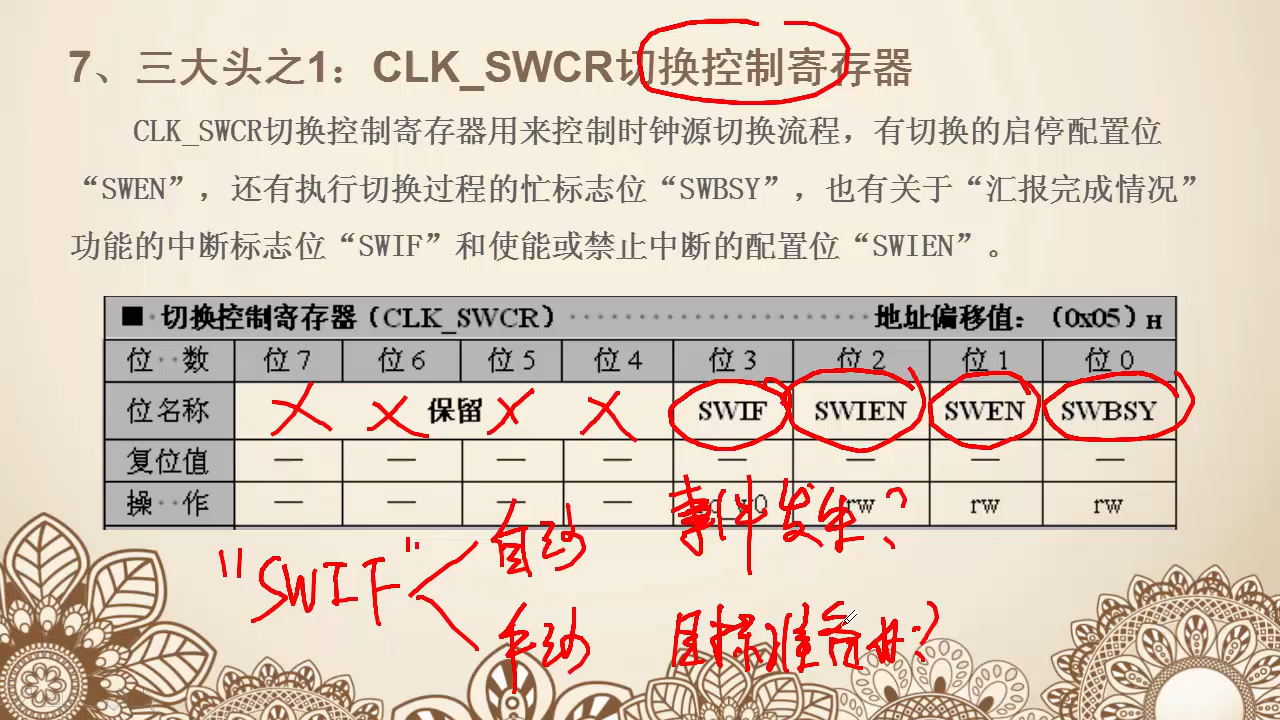 7、三大头之1：CLK_SWCR切换控制寄存器
CLK_SWCR切换控制寄存器用来控制时钟源切换流程，有切换的启停配置位
“SWEN”，还有执行切换过程的忙标志位“SWBSY”，也有关于“汇报完成情况”
功能的中断标志位“SWIF”和使能或禁止中断的配置位“SWIEN”。
■·切换控制寄存器（CLK_SWCR）······················地址偏移值：（0x05）H
位··数 位7 位6 位5 位4 位3 位2 位1 位0
位名称 保留 SWIF SWIEN SWEN SWBSY
复位值 — — — — — — — —
操··作 — — — — rw rw rw
自动 事件发生？
"SWIF"
手动 目标准备好？